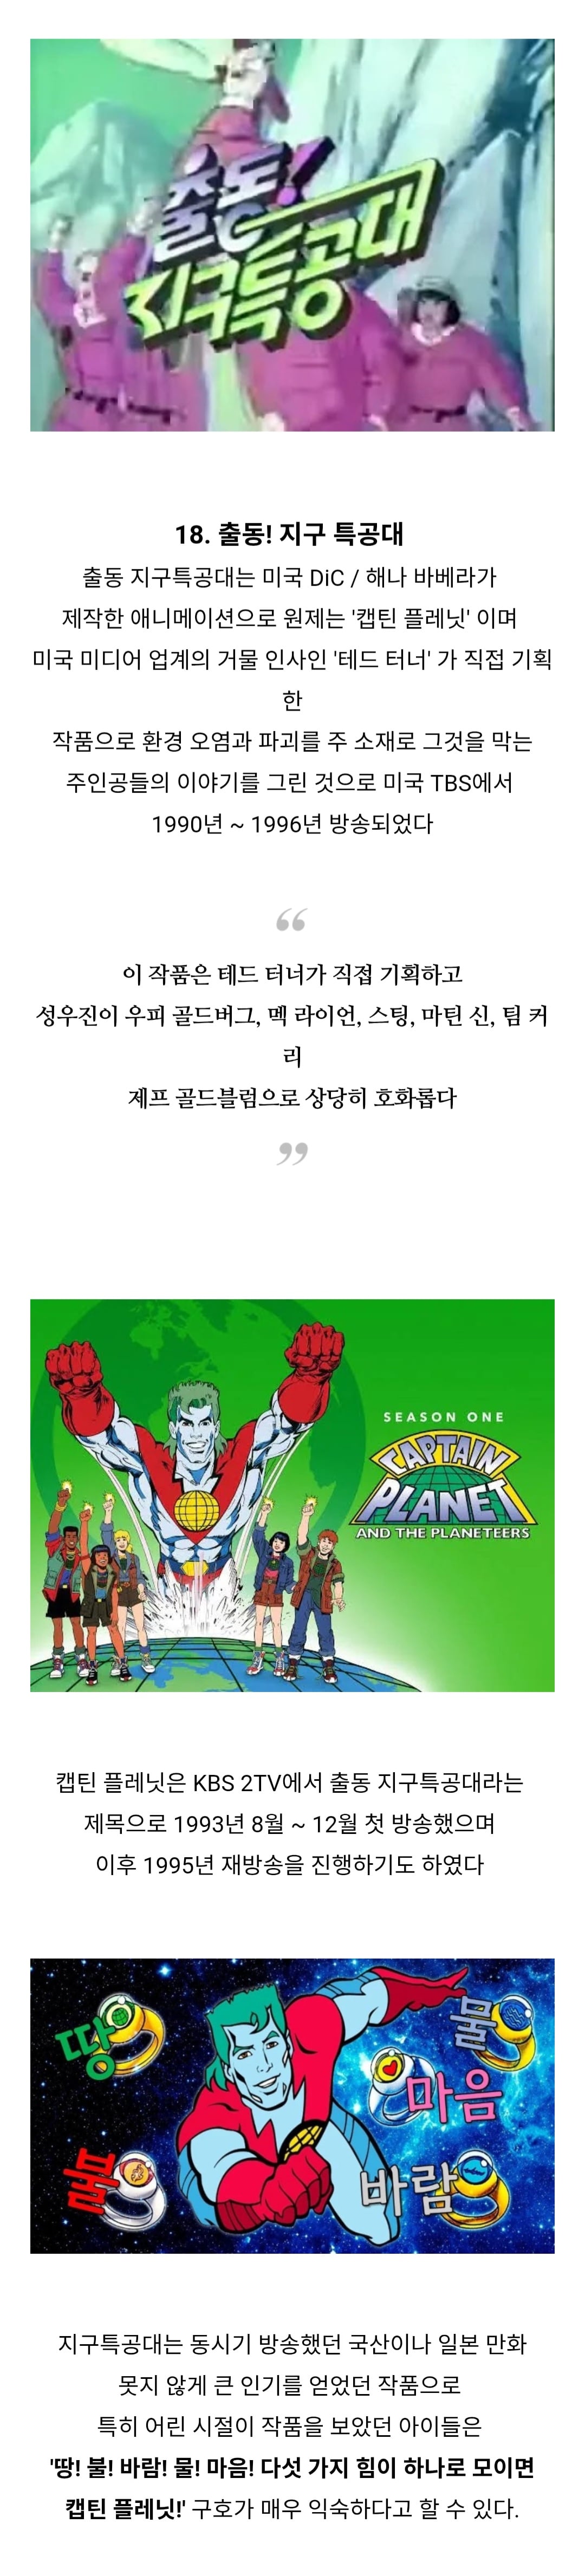 출동!
지구특공대
18. 출동! 지구 특공대
출동 지구특공대는 미국 DiC / 해나 바베라가
제작한 애니메이션으로 원제는 '캡틴 플레닛' 이며
미국 미디어 업계의 거물 인사인 '테드 터너' 가 직접 기획
한
작품으로 환경 오염과 파괴를 주 소재로 그것을 막는
주인공들의 이야기를 그린 것으로 미국 TBS에서
1990년 ~ 1996년 방송되었다
“
이 작품은 테드 터너가 직접 기획하고
성우진이 우피 골드버그, 멕 라이언, 스팅, 마틴 신, 팀 커
리
제프 골드블럼으로 상당히 호화롭다
”
SEASON ONE
CAPTAIN
PLANET
AND THE PLANETEERS
캡틴 플레닛은 KBS 2TV에서 출동 지구특공대라는
제목으로 1993년 8월 ~ 12월 첫 방송했으며
이후 1995년 재방송을 진행하기도 하였다
땅
물
마음
불
바람
지구특공대는 동시기 방송했던 국산이나 일본 만화
못지 않게 큰 인기를 얻었던 작품으로
특히 어린 시절이 작품을 보았던 아이들은
'땅! 불! 바람! 물! 마음! 다섯 가지 힘이 하나로 모이면
캡틴 플레닛!' 구호가 매우 익숙하다고 할 수 있다.